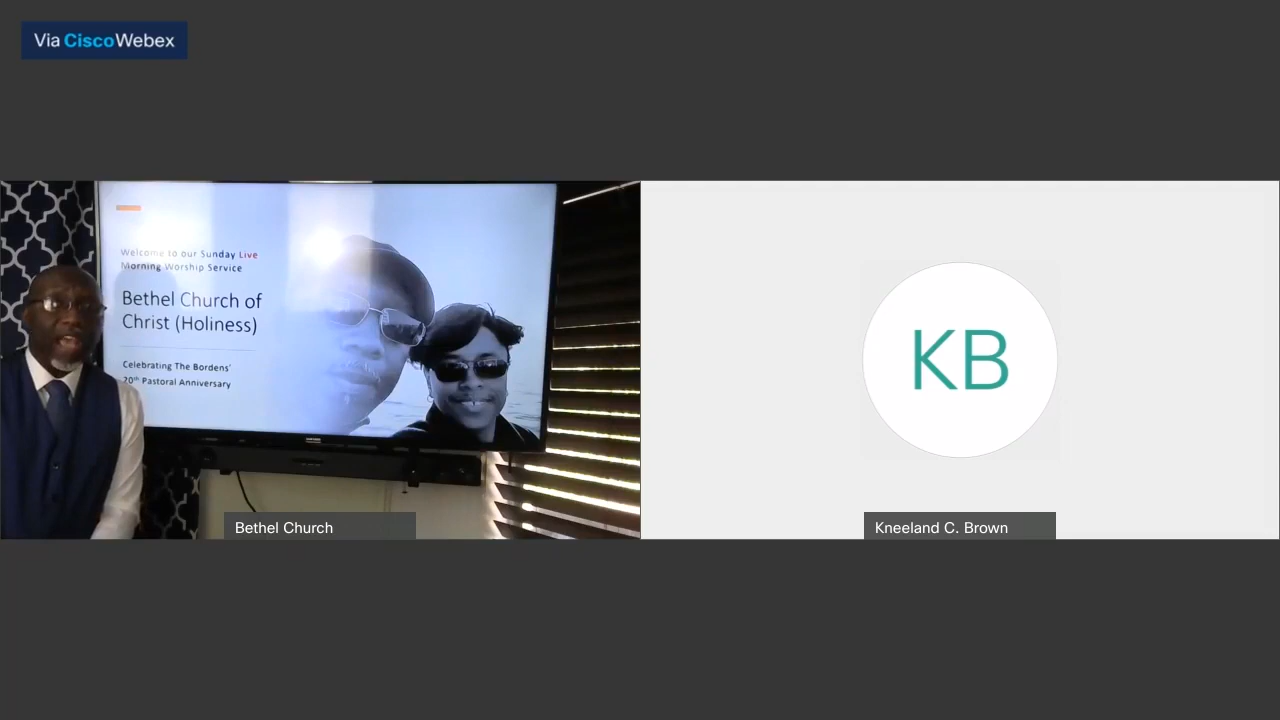 Via Cisco Webex
Welcome to our Sunday Live
Morning Worship Service
Bethel Church of
Christ (Holiness)
Celebrating The Bordens'
20th Pastoral Anniversary
Bethel Church
KB
Kneeland C. Brown